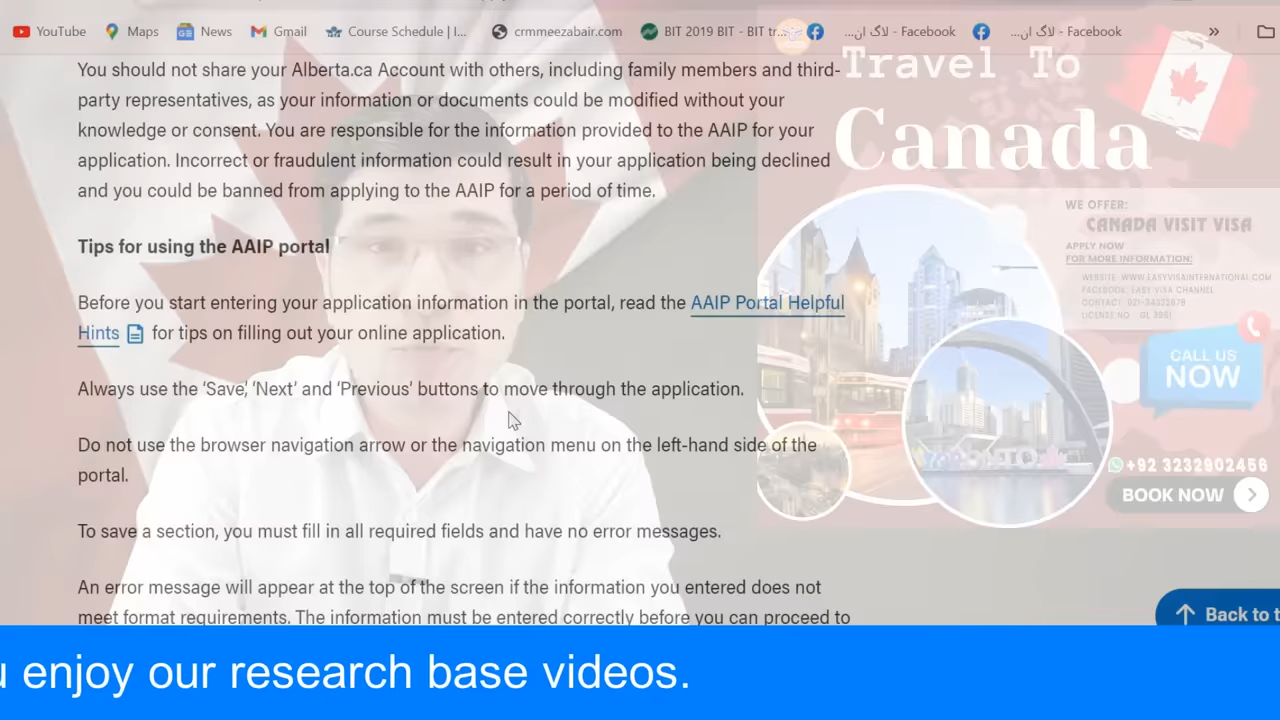 YouTube
Maps
News
Gmail
Course Schedule | I...
crmmeezabair.com
BIT 2019 BIT - BIT tr...
...لاگ ان - Facebook
...لاگ ان - Facebook
You should not share your Alberta.ca Account with others, including family members and third-
party representatives, as your information or documents could be modified without your
knowledge or consent. You are responsible for the information provided to the AAIP for your
application. Incorrect or fraudulent information could result in your application being declined
and you could be banned from applying to the AAIP for a period of time.
Tips for using the AAIP portal
Before you start entering your application information in the portal, read the AAIP Portal Helpful
Hints for tips on filling out your online application.
Always use the ‘Save’, ‘Next’ and ‘Previous’ buttons to move through the application.
Do not use the browser navigation arrow or the navigation menu on the left-hand side of the
portal.
To save a section, you must fill in all required fields and have no error messages.
An error message will appear at the top of the screen if the information you entered does not
meet format requirements. The information must be entered correctly before you can proceed to
Travel To
Canada
WE OFFER:
CANADA VISIT VISA
APPLY NOW
FOR MORE INFORMATION:
WEBSITE: WWW.EASYVISAINTERNATIONAL.COM
FACEBOOK: EASY VISA CHANNEL
CALL US
NOW
+92 3232902456
BOOK NOW
Back to t
u enjoy our research base videos.